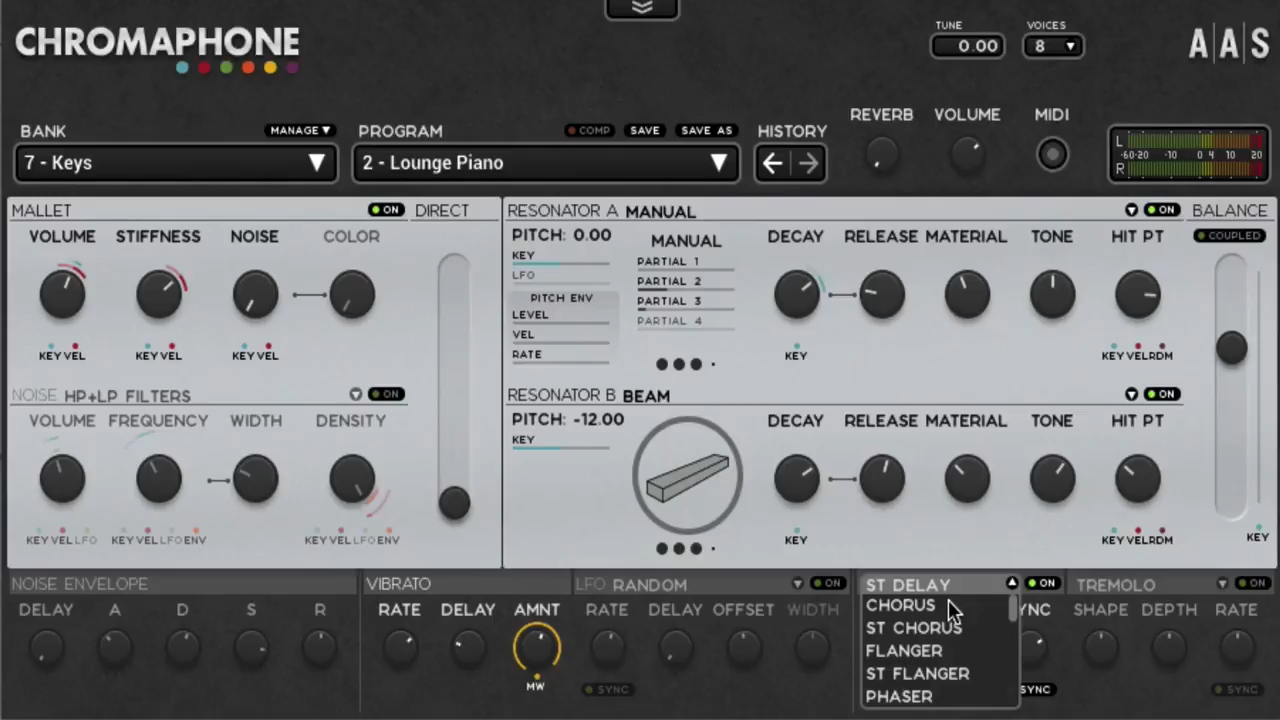 CHROMAPHONE
TUNE VOICES
0.00 8
A|A|S
BANK MANAGE PROGRAM COMP SAVE SAVE AS HISTORY REVERB VOLUME MIDI
7 - Keys 2 - Lounge Piano
L
-60-20 -10 0 4 10 20
R
MALLET ON DIRECT
VOLUME STIFFNESS NOISE COLOR
KEY VEL KEY VEL KEY VEL
NOISE HP+LP FILTERS ON
VOLUME FREQUENCY WIDTH DENSITY
KEY VEL LFO KEY VEL LFO ENV KEY VEL LFO ENV
RESONATOR A MANUAL ON BALANCE
PITCH: 0.00 MANUAL DECAY RELEASE MATERIAL TONE HIT PT COUPLED
KEY PARTIAL 1
LFO PARTIAL 2
PITCH ENV PARTIAL 3
LEVEL PARTIAL 4
VEL
RATE KEY KEY VEL RDM
RESONATOR B BEAM ON
PITCH: -12.00 DECAY RELEASE MATERIAL TONE HIT PT
KEY
KEY KEY VEL RDM KEY
NOISE ENVELOPE VIBRATO LFO RANDOM ON ST DELAY ON TREMOLO ON
DELAY A D S R RATE DELAY AMNT RATE DELAY OFFSET WIDTH CHORUS YNC SHAPE DEPTH RATE
ST CHORUS
FLANGER
ST FLANGER
MW SYNC PHASER SYNC SYNC